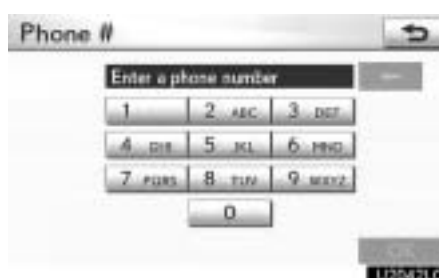 Phone #
Enter a phone number
1 2 ABC 3 DEF
4 GHI 5 JKL 6 MNO
7 PQRS 8 TUV 9 WXYZ
0
OK